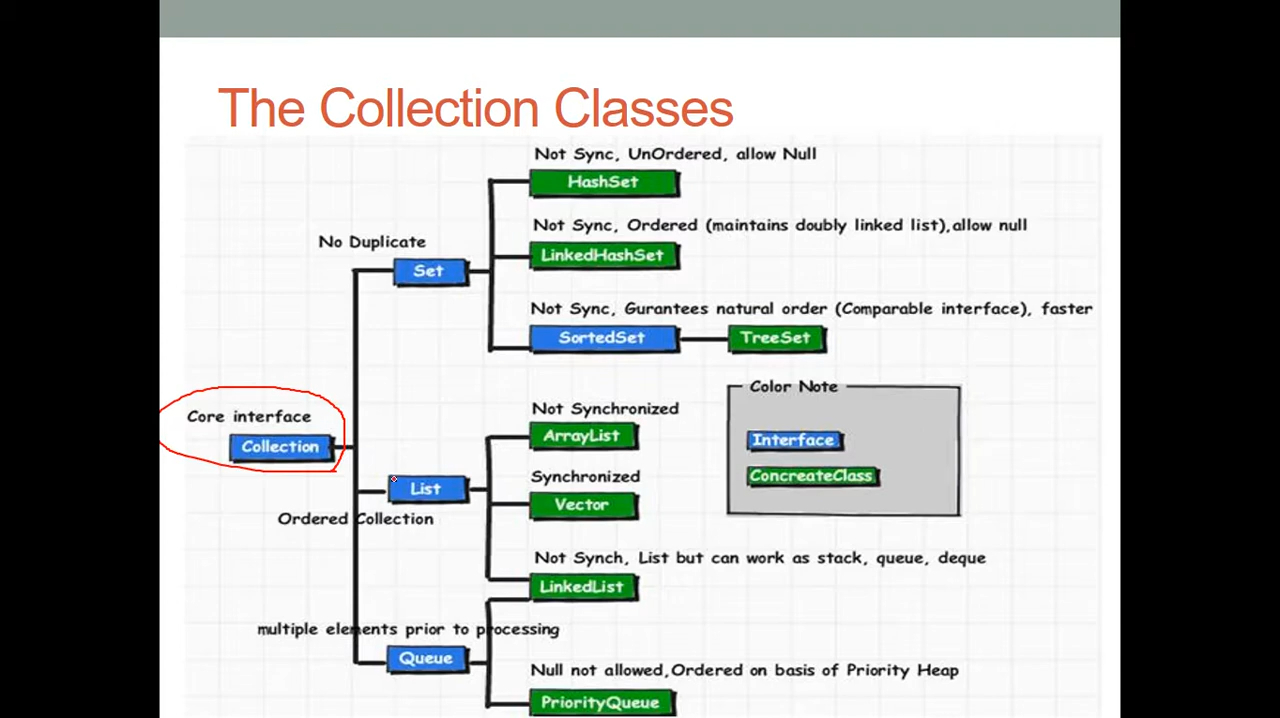 The Collection Classes
Not Sync, UnOrdered, allow Null
HashSet
Not Sync, Ordered (maintains doubly linked list),allow null
LinkedHashSet
No Duplicate
Set
Not Sync, Gurantees natural order (Comparable interface), faster
SortedSet
TreeSet
Core interface
Collection
Color Note
Interface
ConcreateClass
Not Synchronized
ArrayList
Synchronized
Vector
List
Ordered Collection
Not Synch, List but can work as stack, queue, deque
LinkedList
multiple elements prior to processing
Queue
Null not allowed,Ordered on basis of Priority Heap
PriorityQueue